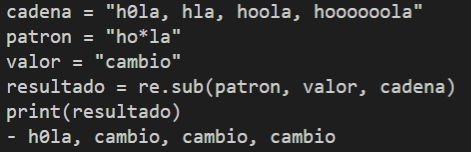 cadena = "h0la, hla, hoola, hoooooola"
patron = "ho*la"
valor = "cambio"
resultado = re.sub(patron, valor, cadena)
print(resultado)
- h0la, cambio, cambio, cambio